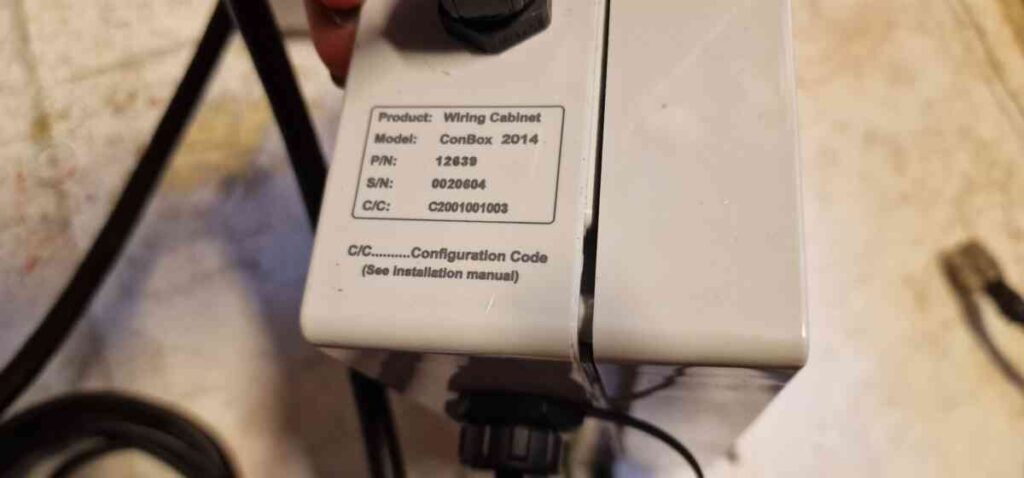 Product: Wiring Cabinet
Model: ConBox 2014
P/N: 12639
S/N: 0020604
C/C: C2001001003
C/C..........Configuration Code
(See installation manual)